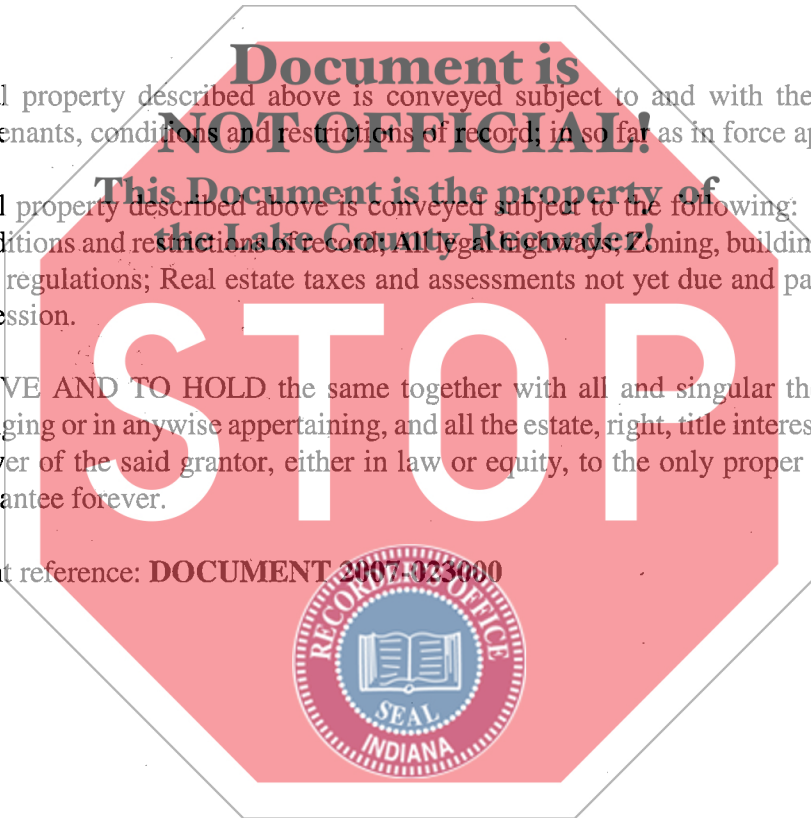 Document is
l property described above is conveyed subject to and with the
enants, conditions and restrictions of record; in so far as in force ap
NOT OFFICIAL!
This Document is the property of
l property described above is conveyed subject to the following:
the Lake County Recorder!
ditions and restrictions of record; All legal highways; Zoning, buildin
regulations; Real estate taxes and assessments not yet due and pa
ession.
STOP
VE AND TO HOLD the same together with all and singular th
ging or in anywise appertaining, and all the estate, right, title interes
er of the said grantor, either in law or equity, to the only proper
antee forever.
t reference: DOCUMENT 2007-023000
RECORDER'S OFFICE
SEAL
INDIANA